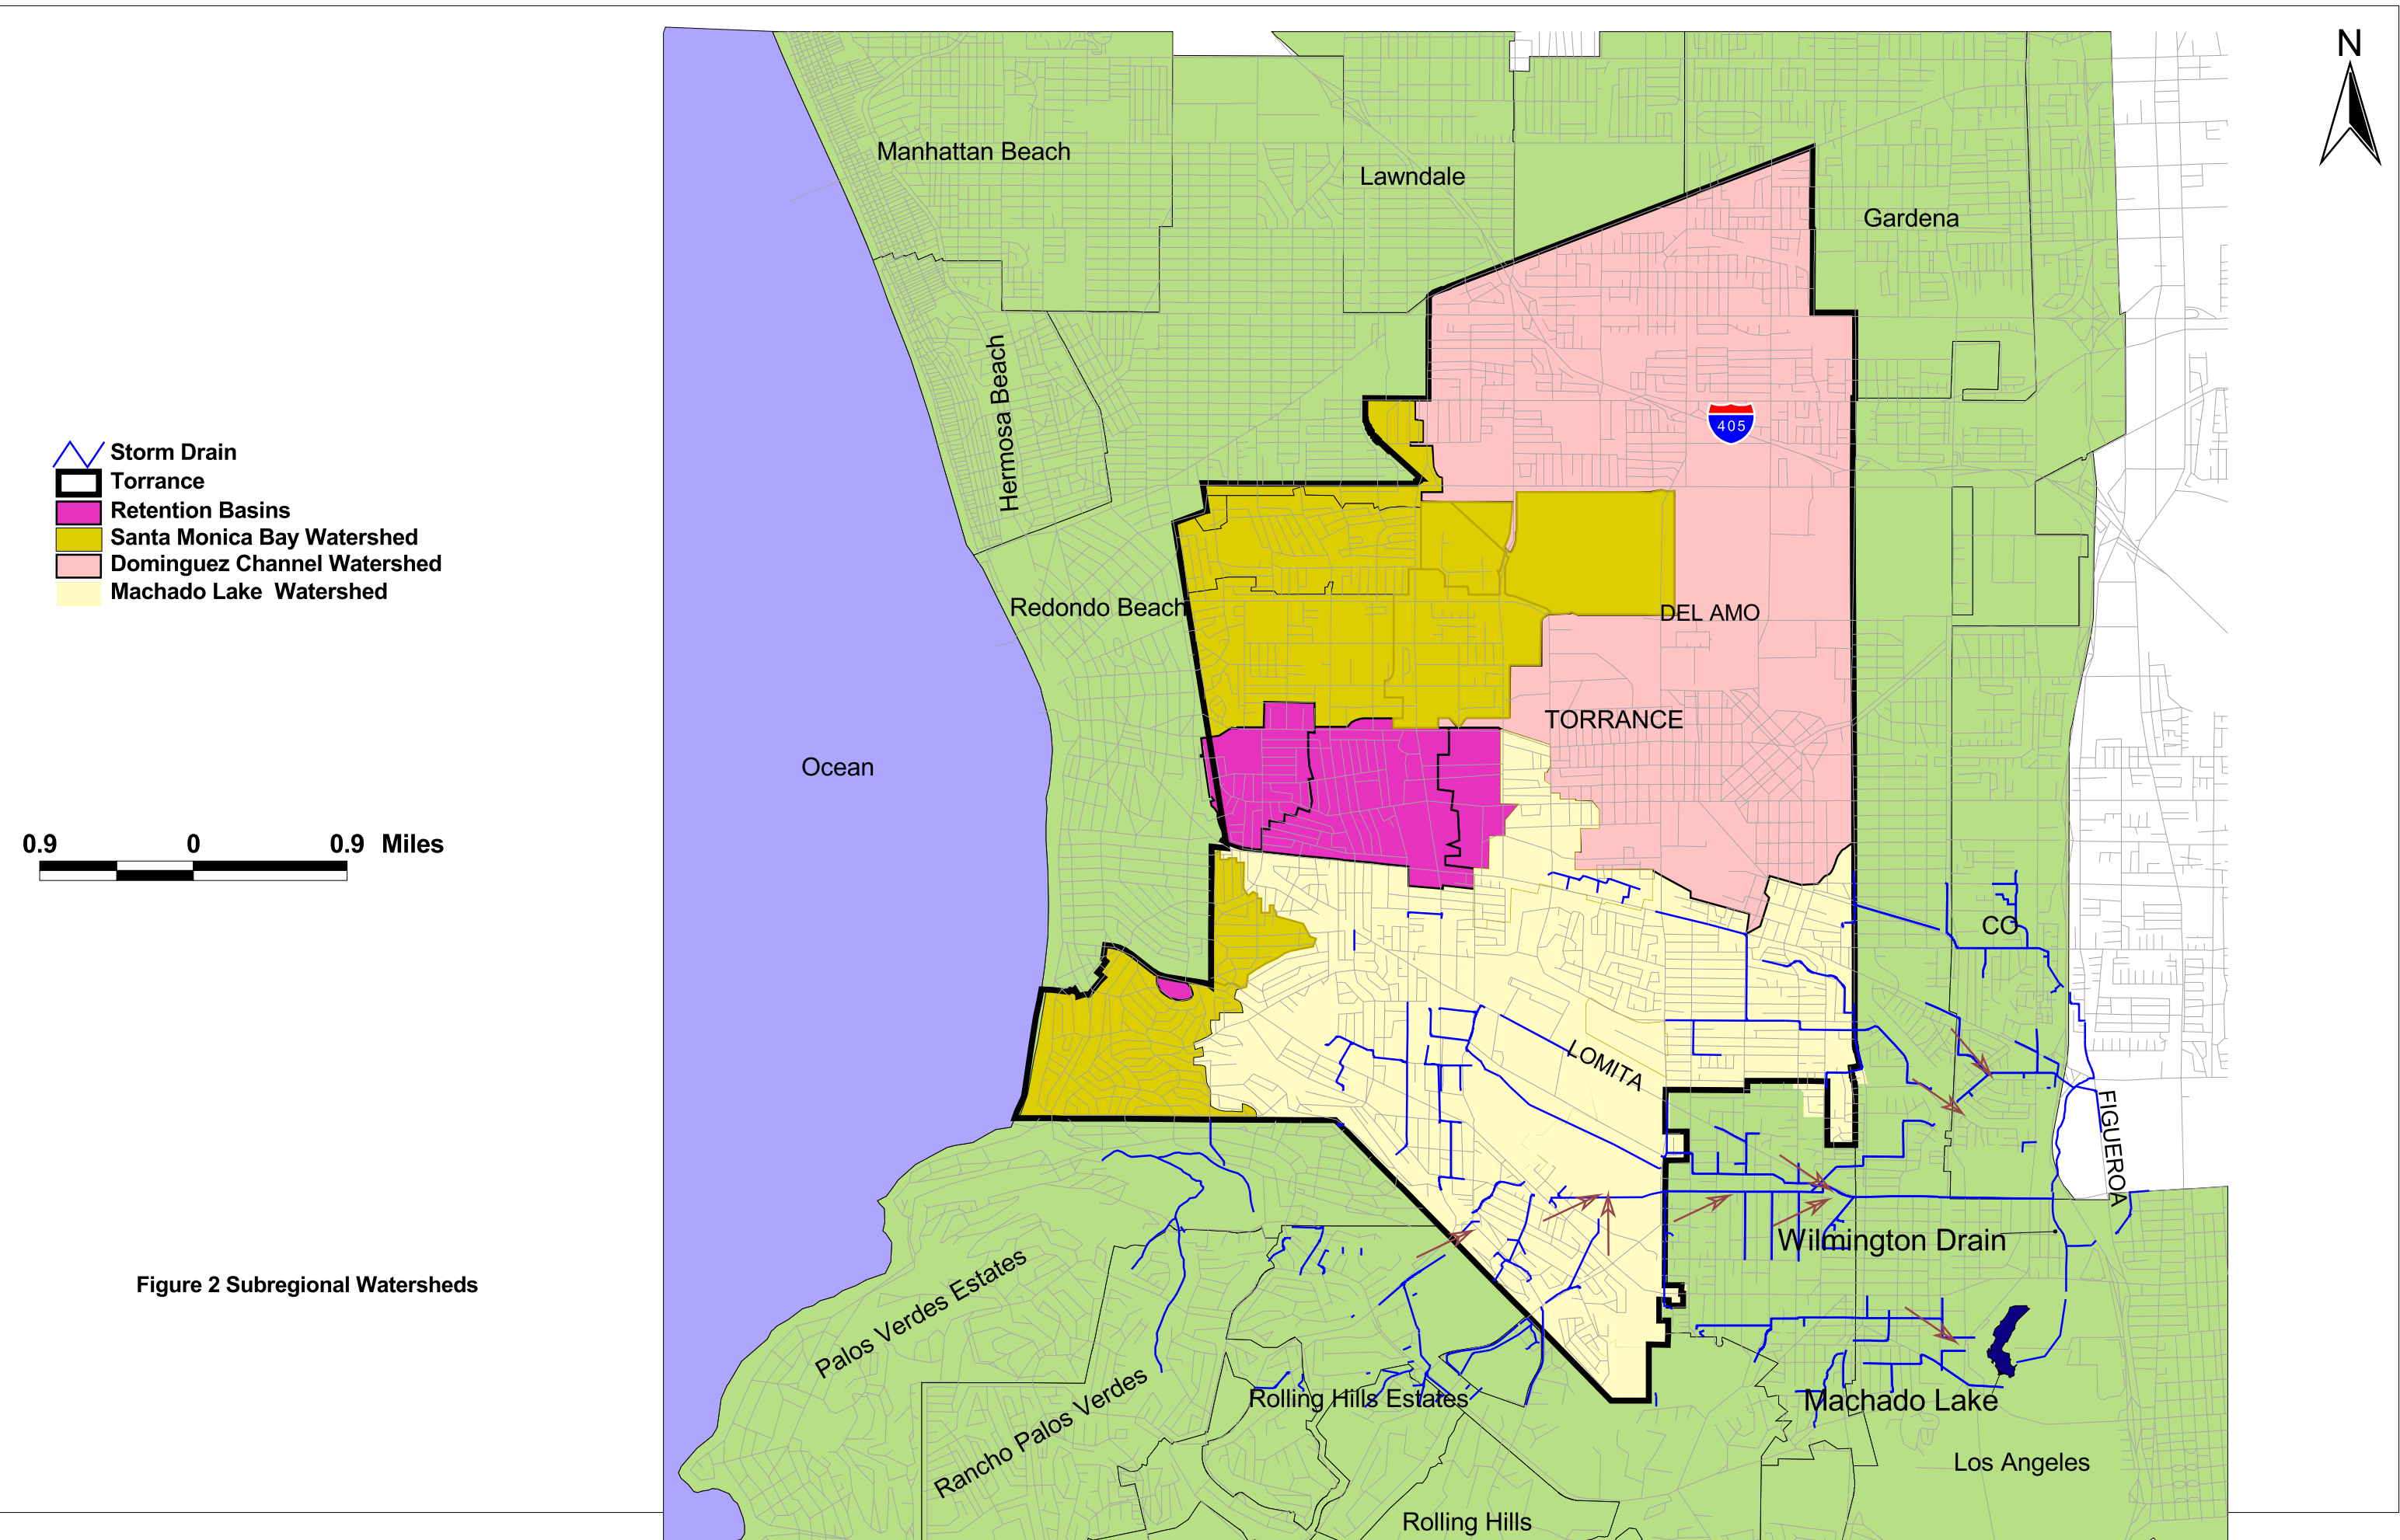 N
Manhattan Beach
Lawndale
Gardena
Hermosa Beach
405
Storm Drain
Torrance
Retention Basins
Santa Monica Bay Watershed
Dominguez Channel Watershed
Machado Lake  Watershed
Redondo Beach
DEL AMO
TORRANCE
Ocean
0.9 0 0.9 Miles
CO
LOMITA
FIGUEROA
Wilmington Drain
Figure 2 Subregional Watersheds
Palos Verdes Estates
Rancho Palos Verdes
Rolling Hills Estates
Machado Lake
Los Angeles
Rolling Hills